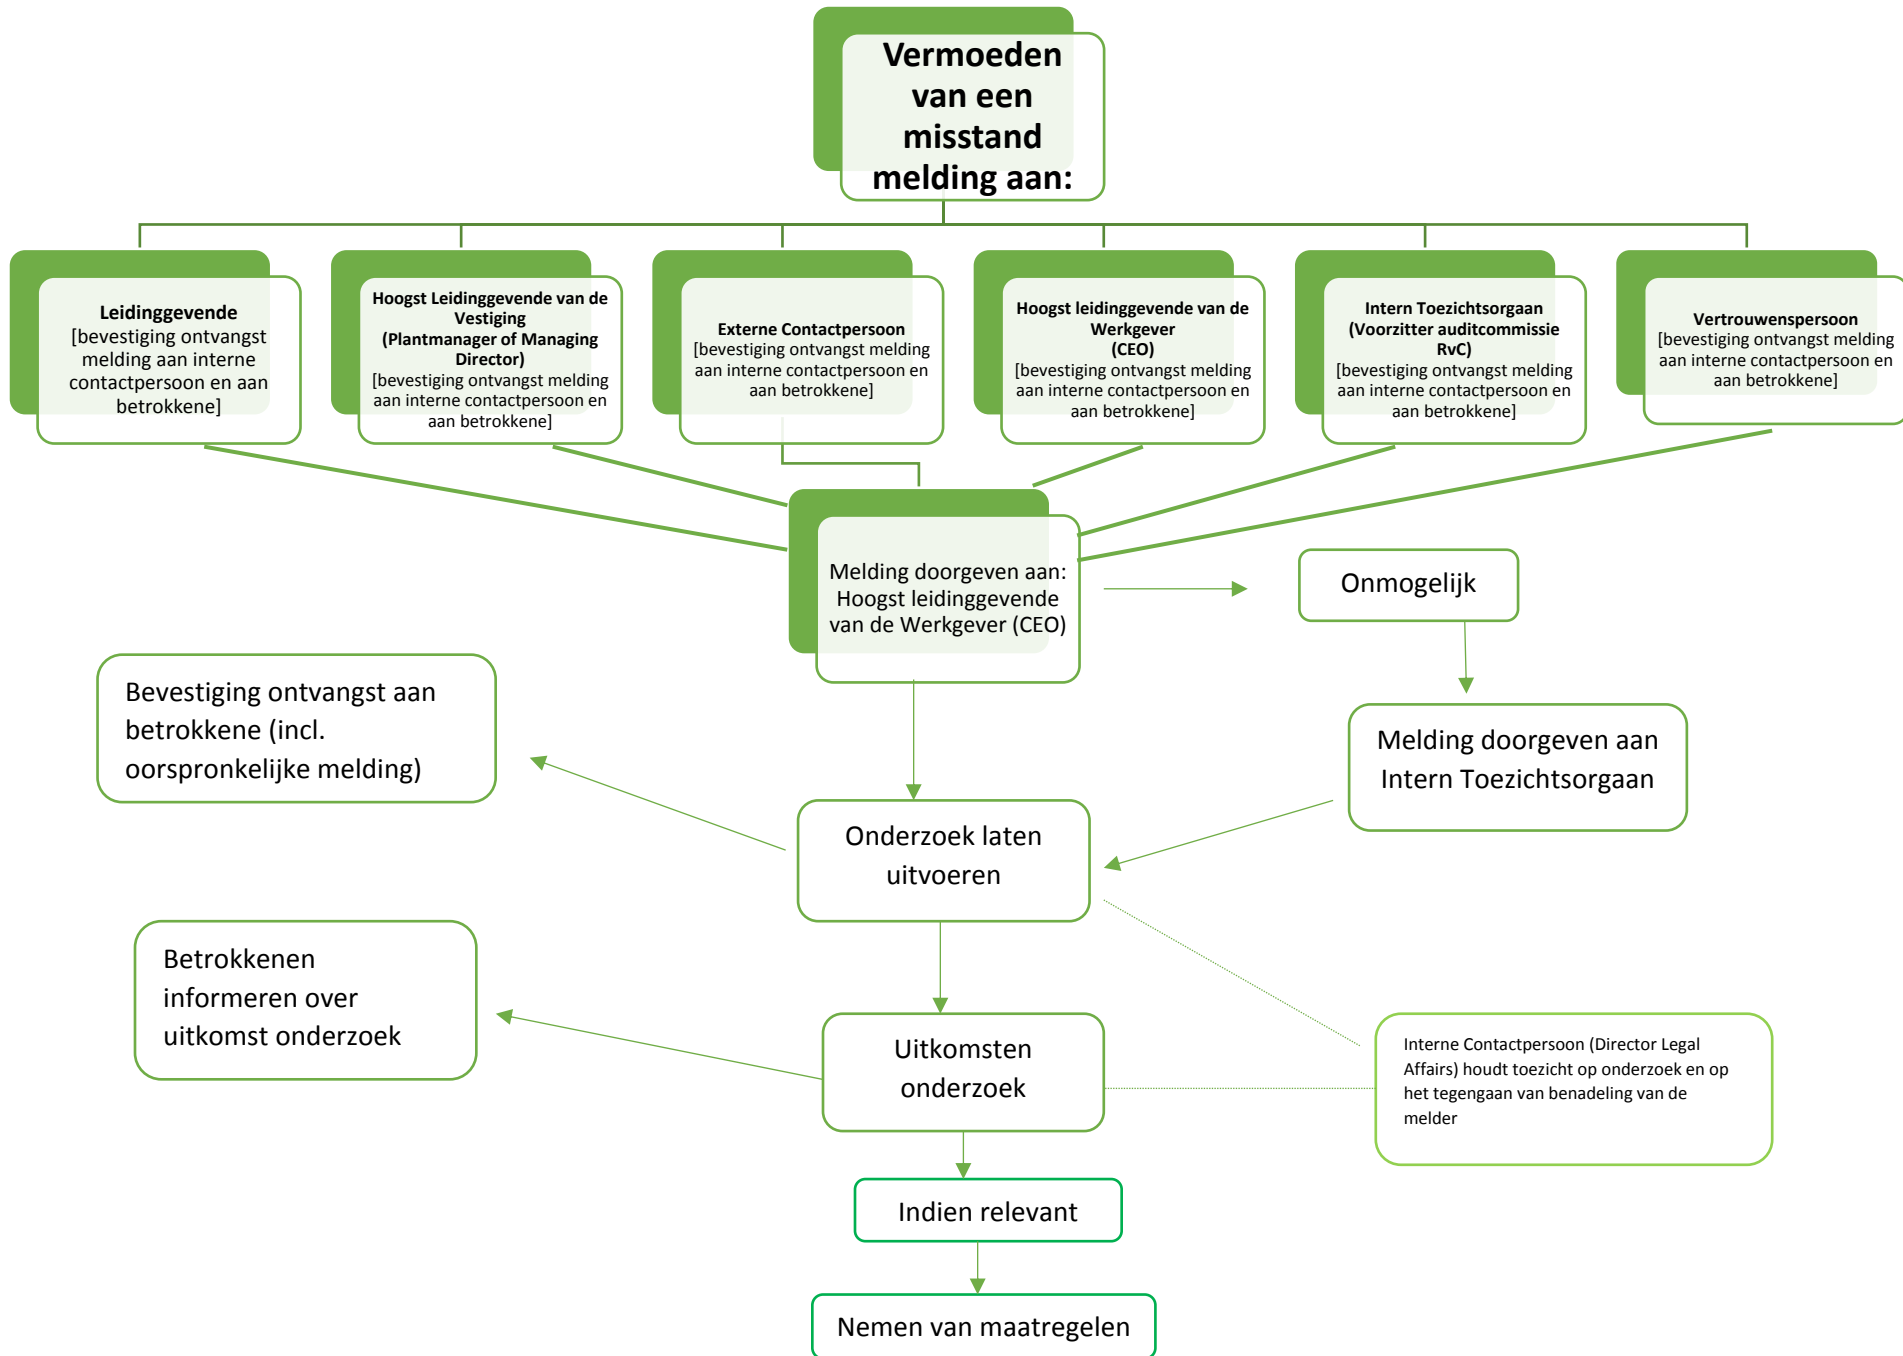 Vermoeden
van een
misstand
melding aan:
Leidinggevende
[bevestiging ontvangst
melding aan interne
contactpersoon en aan
betrokkene]
Hoogst Leidinggevende van de
Vestiging
(Plantmanager of Managing
Director)
[bevestiging ontvangst melding
aan interne contactpersoon en
aan betrokkene]
Externe Contactpersoon
[bevestiging ontvangst melding
aan interne contactpersoon en
aan betrokkene]
Hoogst leidinggevende van de
Werkgever
(CEO)
[bevestiging ontvangst melding
aan interne contactpersoon en
aan betrokkene]
Intern Toezichtsorgaan
(Voorzitter auditcommissie
RvC)
[bevestiging ontvangst melding
aan interne contactpersoon en
aan betrokkene]
Vertrouwenspersoon
[bevestiging ontvangst melding
aan interne contactpersoon en
aan betrokkene]
Melding doorgeven aan:
Hoogst leidinggevende
van de Werkgever (CEO)
Onmogelijk
Bevestiging ontvangst aan
betrokkene (incl.
oorspronkelijke melding)
Melding doorgeven aan
Intern Toezichtsorgaan
Onderzoek laten
uitvoeren
Betrokkenen
informeren over
uitkomst onderzoek
Uitkomsten
onderzoek
Interne Contactpersoon (Director Legal
Affairs) houdt toezicht op onderzoek en op
het tegengaan van benadeling van de
melder
Indien relevant
Nemen van maatregelen